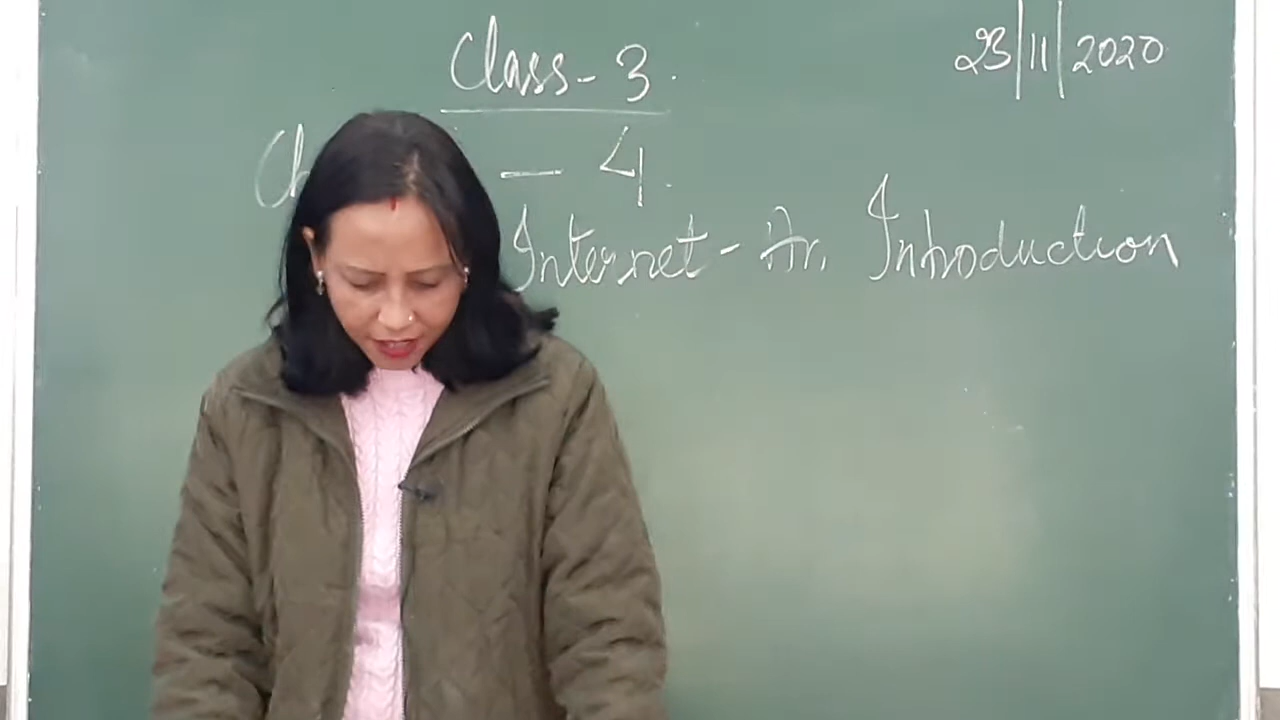 23/11/2020
Class-3.
Ch — 4.
Internet - An Introduction